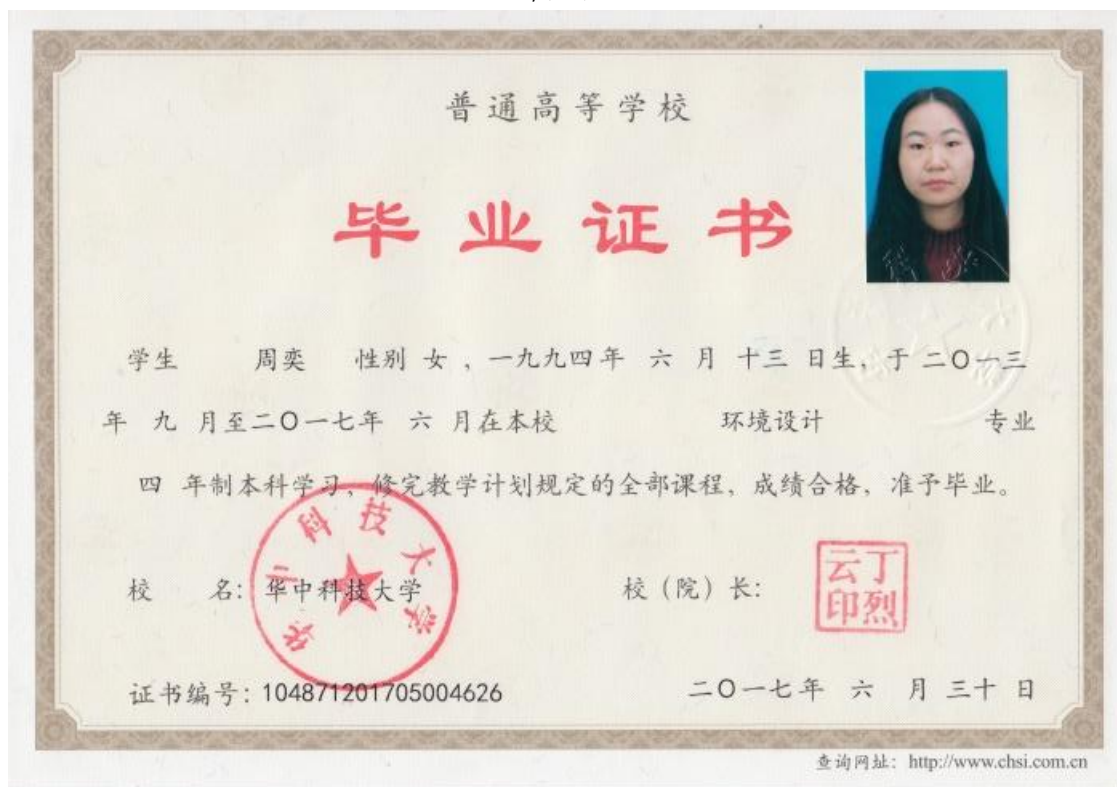 普通高等学校
毕业证书
学生 周奕 性别 女 , 一九九四年 六 月 十三 日生, 于 二〇一三
年 九 月至二〇一七年 六 月在本校 环境设计 专业
四 年制本科学习、修完教学计划规定的全部课程, 成绩合格, 准予毕业。
华中科技大学
校 名: 华中科技大学 校 (院) 长:
丁烈云印
证书编号: 104871201705004626 二〇一七年 六 月 三十 日
查询网址: http://www.chsi.com.cn